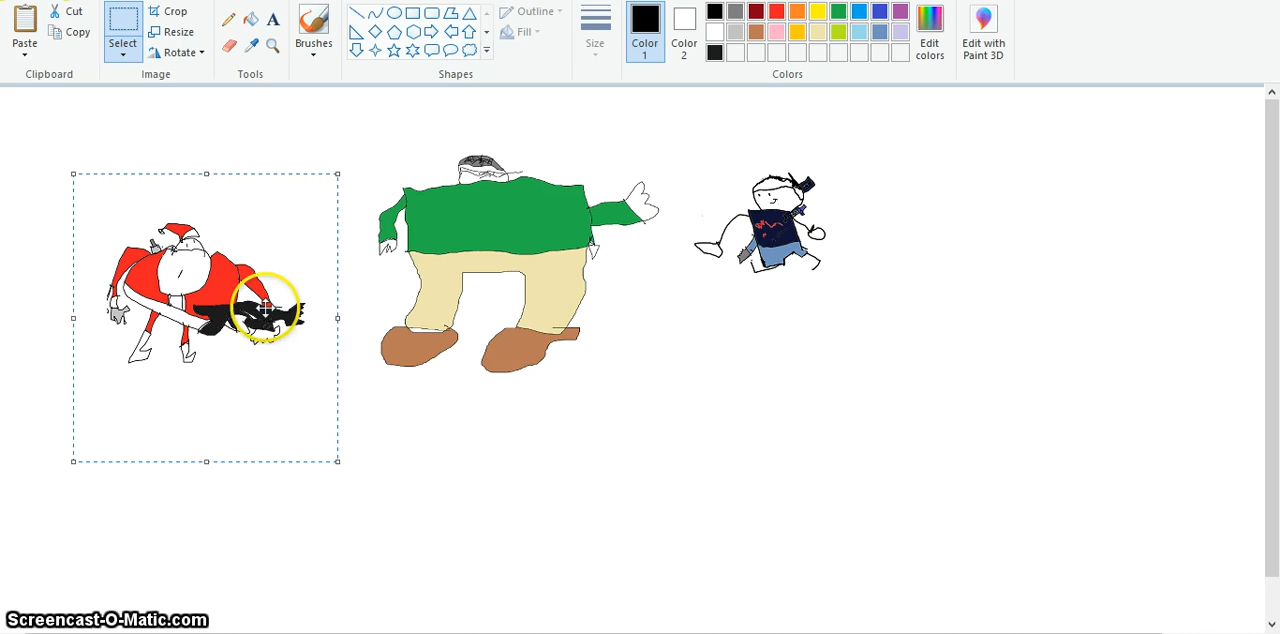 Paste
Cut
Copy
Clipboard
Select
Crop
Resize
Rotate
Image
A
Tools
Brushes
Shapes
Outline
Fill
Size
Color
1
Color
2
Colors
Edit
colors
Edit with
Paint 3D
Screencast-O-Matic.com